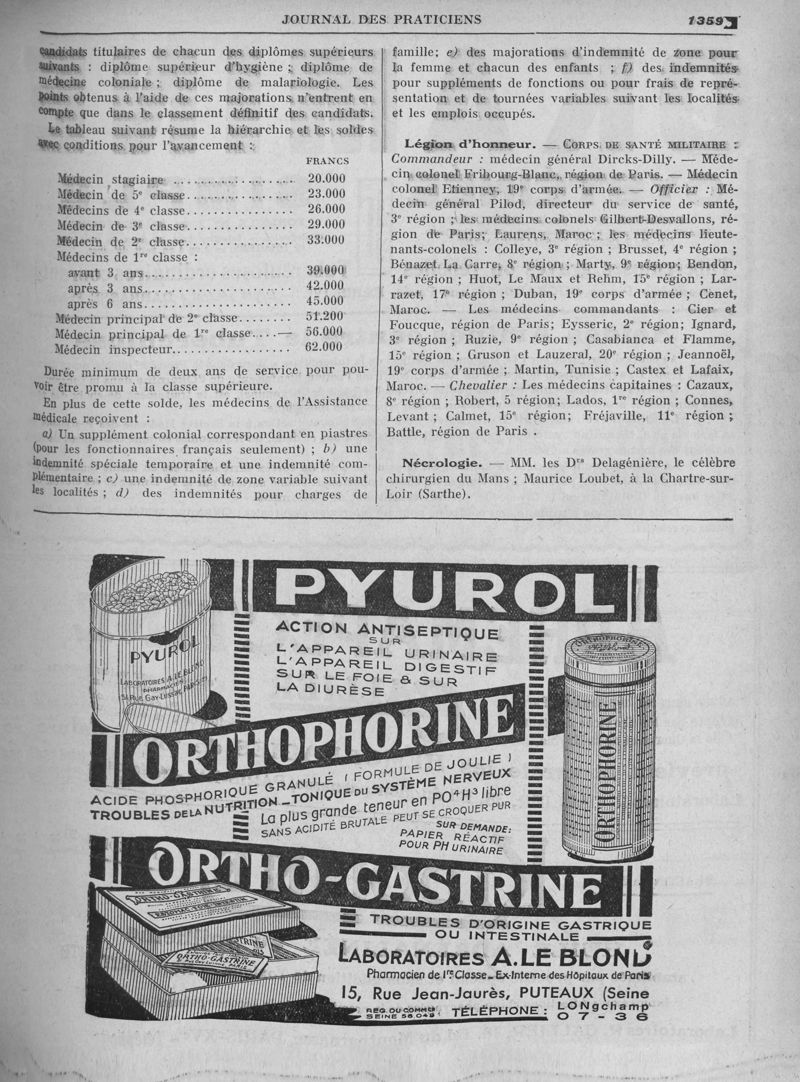 JOURNAL DES PRATICIENS
1359
candidats titulaires de chacun des diplômes supérieurs
suivants : diplôme supérieur d'hygiène ; diplôme de
médecine coloniale ; diplôme de malariologie. Les
points obtenus à l'aide de ces majorations n'entrent en
compte que dans le classement définitif des candidats.
Le tableau suivant résume la hiérarchie et les soldes
avec conditions pour l'avancement :
FRANCS
Médecin stagiaire ...................... 20.000
Médecin de 5e classe.................... 23.000
Médecins de 4e classe................... 26.000
Médecin de 3e classe.................... 29.000
Médecin de 2e classe.................... 33.000
Médecins de 1re classe :
avant 3 ans........................ 39.000
après 3 ans........................ 42.000
après 6 ans........................ 45.000
Médecin principal de 2e classe........ 51.200
Médecin principal de 1re classe....— 56.000
Médecin inspecteur.................... 62.000
Durée minimum de deux ans de service pour pou-
voir être promu à la classe supérieure.
En plus de cette solde, les médecins de l'Assistance
médicale reçoivent :
a) Un supplément colonial correspondant en piastres
(pour les fonctionnaires français seulement) ; b) une
indemnité spéciale temporaire et une indemnité com-
plémentaire ; c) une indemnité de zone variable suivant
les localités ; d) des indemnités pour charges de
famille; e) des majorations d'indemnité de zone pour
la femme et chacun des enfants ; f) des indemnités
pour suppléments de fonctions ou pour frais de repré-
sentation et de tournées variables suivant les localités
et les emplois occupés.
Légion d'honneur. — CORPS DE SANTÉ MILITAIRE :
Commandeur : médecin général Dircks-Dilly. — Méde-
cin colonel Fribourg-Blanc, région de Paris. — Médecin
colonel Etienney, 19e corps d'armée. — Officier : Mé-
decin général Pilod, directeur du service de santé,
3e région ; les médecins colonels Gilbert-Desvallons, ré-
gion de Paris; Laurens, Maroc ; les médecins lieute-
nants-colonels : Colleye, 3e région ; Brusset, 4e région ;
Bénazet La Carre, 8e région ; Marty, 9e région; Bendon,
14e région ; Huot, Le Maux et Rehm, 15e région ; Lar-
razet, 17e région ; Duban, 19e corps d'armée ; Cenet,
Maroc. — Les médecins commandants : Gier et
Foucque, région de Paris; Eysseric, 2e région; Ignard,
3e région ; Ruzie, 9e région ; Casabianca et Flamme,
15e région ; Gruson et Lauzeral, 20e région ; Jeannoël,
19e corps d'armée ; Martin, Tunisie ; Castex et Lafaix,
Maroc. — Chevalier : Les médecins capitaines : Cazaux,
8e région ; Robert, 5 région; Lados, 1re région ; Connes,
Levant ; Calmet, 15e région; Fréjaville, 11e région ;
Battle, région de Paris .
Nécrologie. — MM. les Drs Delagénière, le célèbre
chirurgien du Mans ; Maurice Loubet, à la Chartre-sur-
Loir (Sarthe).
PYUROL
ACTION ANTISEPTIQUE
SUR
L'APPAREIL URINAIRE
L'APPAREIL DIGESTIF
SUR LE FOIE & SUR
LA DIURÈSE
PYUROL
LABORATOIRES A. LE BLOND
ORTHOPHORINE
ORTHOPHORINE
ORTHOPHORINE
ACIDE PHOSPHORIQUE GRANULÉ ( FORMULE DE JOULIE )
TROUBLES DE LA NUTRITION _ TONIQUE DU SYSTÈME NERVEUX
La plus grande teneur en PO4H3 libre
SANS ACIDITÉ BRUTALE PEUT SE CROQUER PUR
SUR DEMANDE:
PAPIER RÉACTIF
POUR PH URINAIRE
ORTHO-GASTRINE
ORTHO-GASTRINE
ORTHO-GASTRINE
TROUBLES D'ORIGINE GASTRIQUE
OU INTESTINALE
LABORATOIRES A. LE BLOND
Pharmacien de 1re Classe _ Ex-Interne des Hôpitaux de Paris
15, Rue Jean-Jaurès, PUTEAUX (Seine
REG. DU COMMCE
SEINE 56.049
TÉLÉPHONE : LONgchamp
07-36